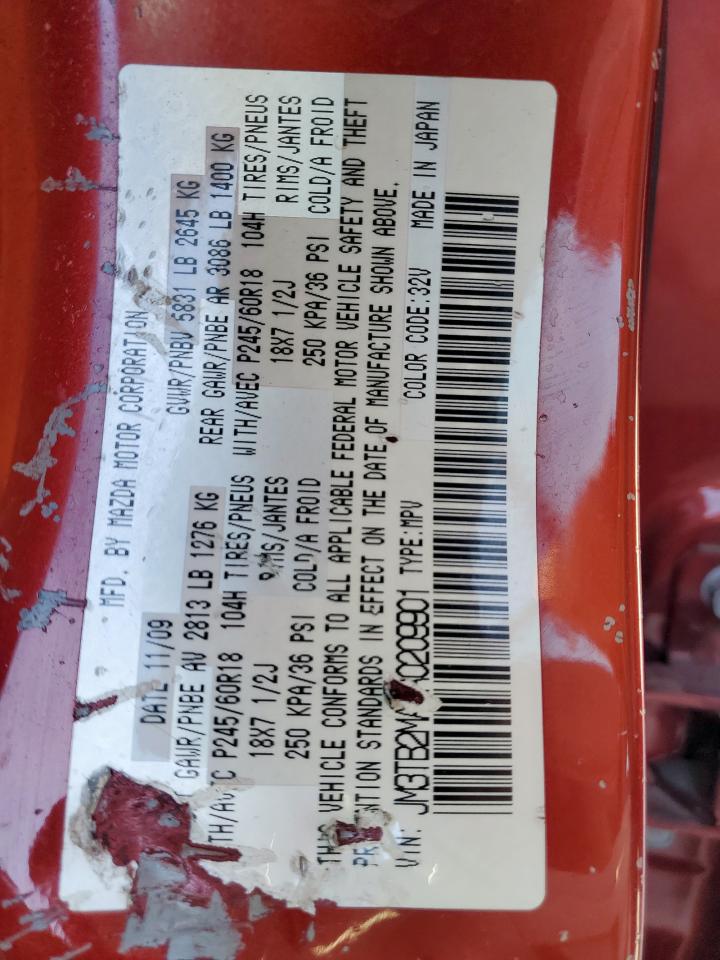 MFD. BY MAZDA MOTOR CORPORATION
DATE 11/09 GVWR/PNBV 5831 LB 2645 KG
GAWR/PNBE AV 2813 LB 1276 KG REAR GAWR/PNBE AR 3086 LB 1400 KG
P245/60R18 104H TIRES/PNEUS WITH/AVEC P245/60R18 104H TIRES/PNEUS
18X7 1/2J 18X7 1/2J RIMS/JANTES
250 KPA/36 PSI COLD/A FROID 250 KPA/36 PSI COLD/A FROID
VEHICLE CONFORMS TO ALL APPLICABLE FEDERAL MOTOR VEHICLE SAFETY AND THEFT
STANDARDS IN EFFECT ON THE DATE OF MANUFACTURE SHOWN ABOVE.
VIN: TYPE:MPV COLOR CODE:32V MADE IN JAPAN